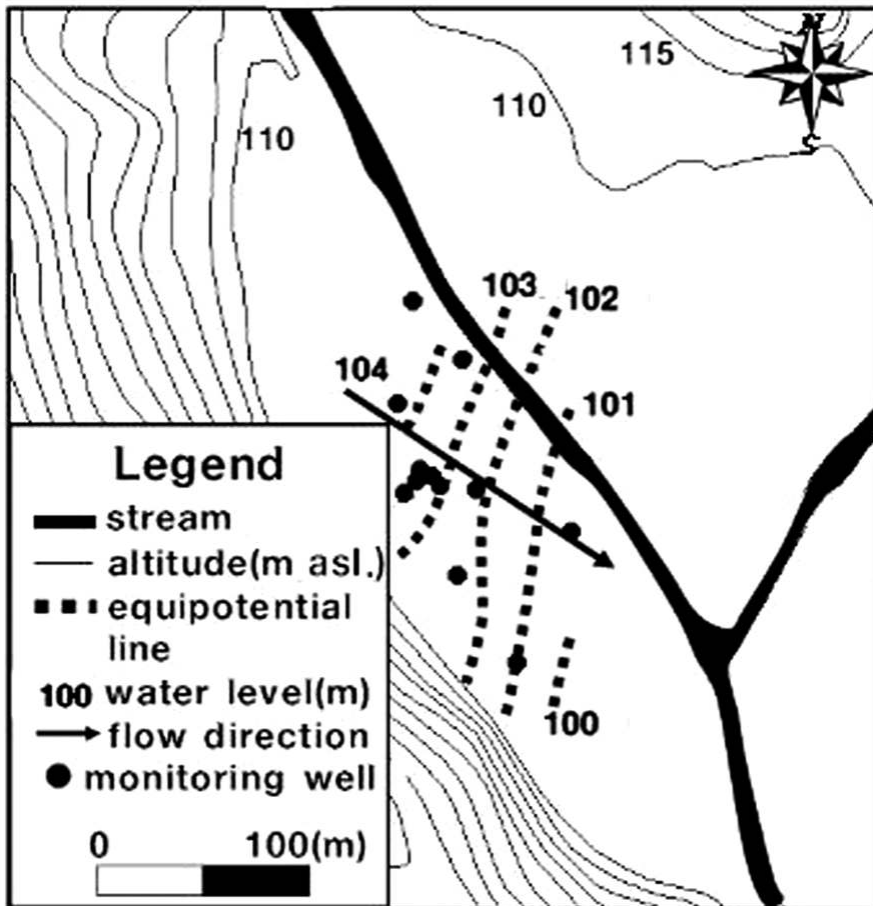 N
115
110
S
110
103
102
104
101
Legend
stream
altitude(m asl.)
equipotential
line
100 water level(m)
flow direction
monitoring well
0 100(m)
100